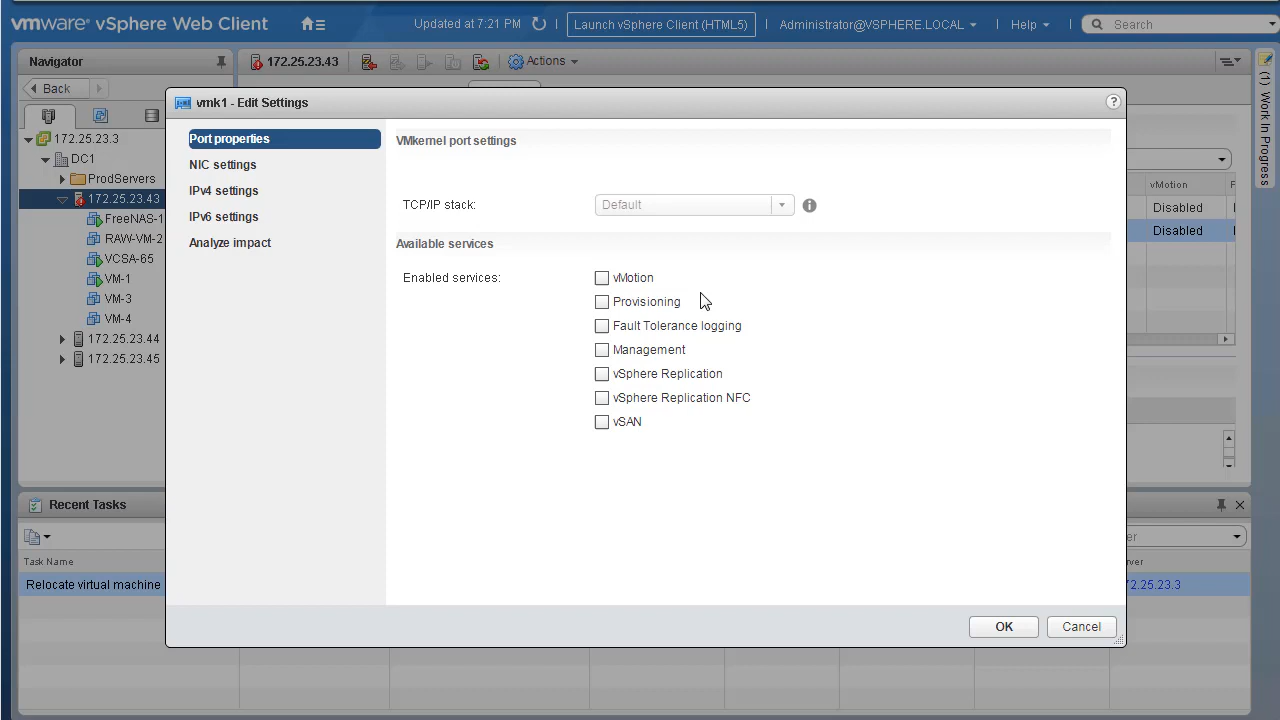 vmware® vSphere Web Client
Updated at 7:21 PM
Launch vSphere Client (HTML5)
Administrator@VSPHERE.LOCAL
Help
Search
Navigator
172.25.23.43
Actions
Back
172.25.23.3
DC1
ProdServers
172.25.23.43
FreeNAS-1
RAW-VM-2
VCSA-65
VM-1
VM-3
VM-4
172.25.23.44
172.25.23.45
vmk1 - Edit Settings
?
Port properties
NIC settings
IPv4 settings
IPv6 settings
Analyze impact
VMkernel port settings
TCP/IP stack:
Default
Available services
Enabled services:
vMotion
Provisioning
Fault Tolerance logging
Management
vSphere Replication
vSphere Replication NFC
vSAN
OK
Cancel
vMotion
Disabled
Disabled
(1) Work In Progress
Recent Tasks
Task Name
Relocate virtual machine
72.25.23.3